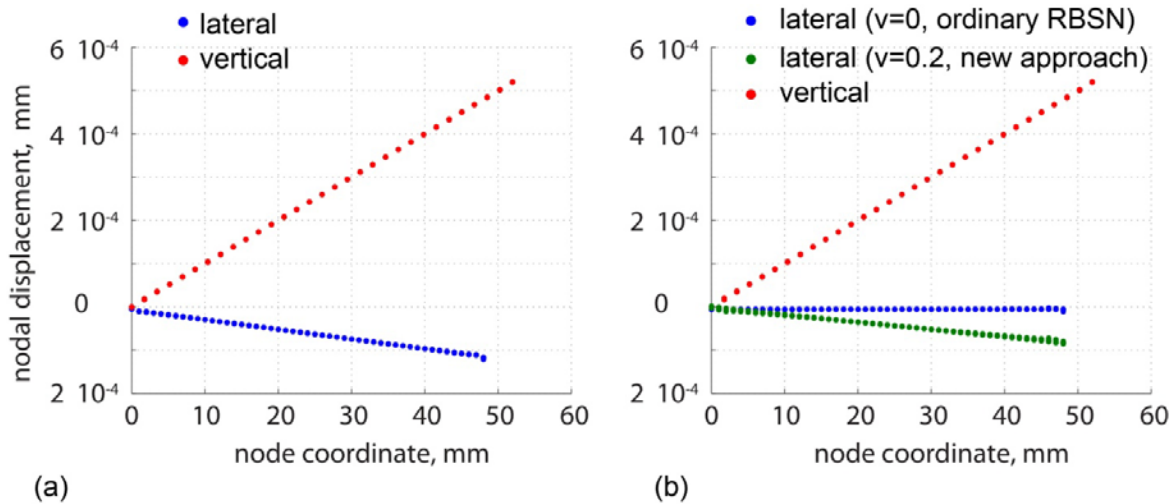 lateral
vertical
6 10-4
4 10-4
2 10-4
0
2 10-4
nodal displacement, mm
0 10 20 30 40 50 60
node coordinate, mm
(a)
lateral (v=0, ordinary RBSN)
lateral (v=0.2, new approach)
vertical
6 10-4
4 10-4
2 10-4
0
2 10-4
0 10 20 30 40 50 60
node coordinate, mm
(b)